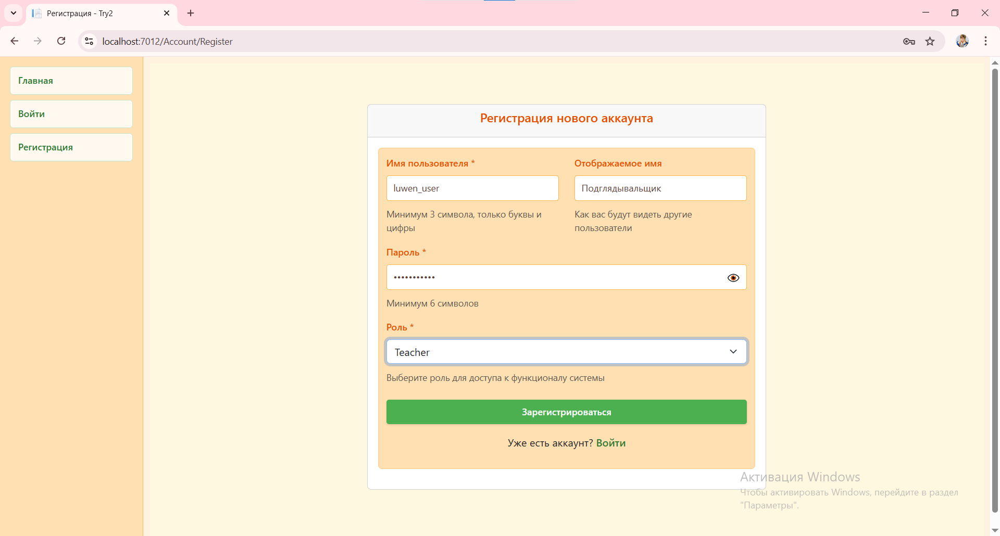 Регистрация - Try2
localhost:7012/Account/Register
Главная
Войти
Регистрация
Регистрация нового аккаунта
Имя пользователя *
Отображаемое имя
luwen_user
Подглядывальщик
Минимум 3 символа, только буквы и
цифры
Как вас будут видеть другие
пользователи
Пароль *
•••••••••••
Минимум 6 символов
Роль *
Teacher
Выберите роль для доступа к функционалу системы
Зарегистрироваться
Уже есть аккаунт? Войти
Активация Windows
Чтобы активировать Windows, перейдите в раздел
"Параметры".